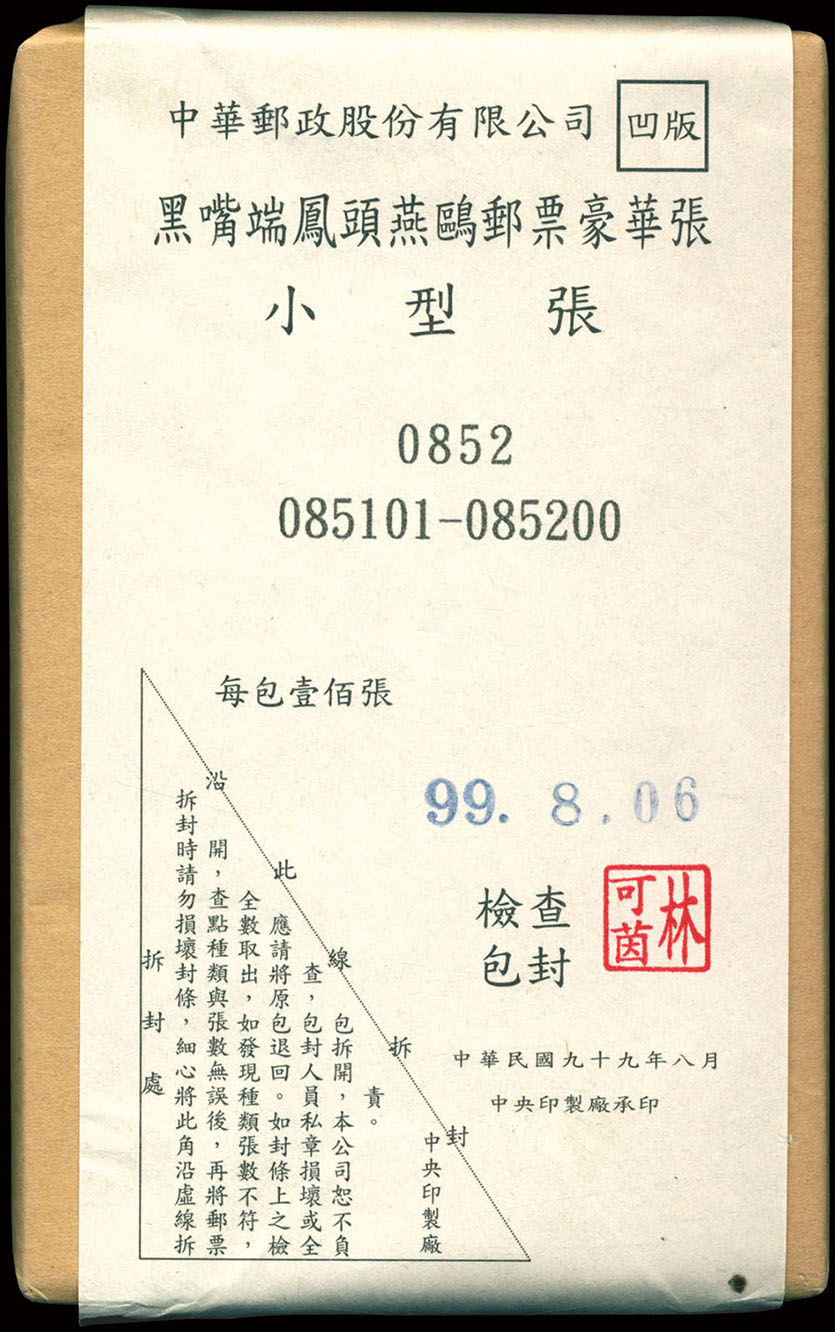 中華郵政股份有限公司
凹版
黑嘴端鳳頭燕鷗郵票豪華張
小型張
0852
085101-085200
每包壹佰張
99. 8. 06
檢查
包封
林可茵
中華民國九十九年八月
中央印製廠承印
沿此線拆封
拆封處
拆封時請勿損壞封條，細心將此角沿虛線拆
開，查點種類與張數無誤後，再將郵票
全數取出，如發現種類張數不符，
應請將原包退回。如封條上之檢
查，包封人員私章損壞或全
包拆開，本公司恕不負
責。
中央印製廠